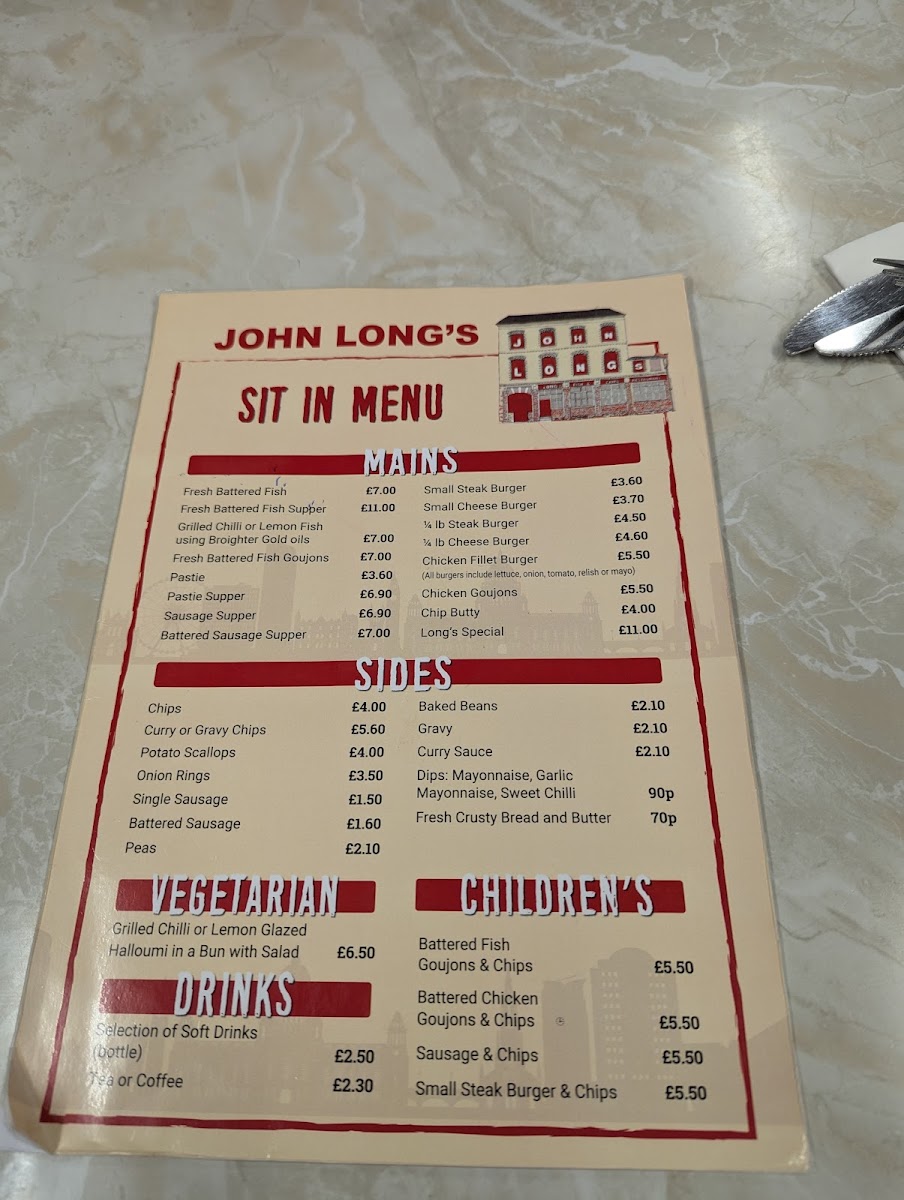 JOHN LONG'S
JOHN
LONGS
SIT IN MENU
MAINS
Fresh Battered Fish £7.00
Fresh Battered Fish Supper £11.00
Grilled Chilli or Lemon Fish
using Broighter Gold oils £7.00
Fresh Battered Fish Goujons £7.00
Pastie £3.60
Pastie Supper £6.90
Sausage Supper £6.90
Battered Sausage Supper £7.00
Small Steak Burger £3.60
Small Cheese Burger £3.70
¼ lb Steak Burger £4.50
¼ lb Cheese Burger £4.60
Chicken Fillet Burger £5.50
(All burgers include lettuce, onion, tomato, relish or mayo)
Chicken Goujons £5.50
Chip Butty £4.00
Long's Special £11.00
SIDES
Chips £4.00
Curry or Gravy Chips £5.60
Potato Scallops £4.00
Onion Rings £3.50
Single Sausage £1.50
Battered Sausage £1.60
Peas £2.10
Baked Beans £2.10
Gravy £2.10
Curry Sauce £2.10
Dips: Mayonnaise, Garlic
Mayonnaise, Sweet Chilli 90p
Fresh Crusty Bread and Butter 70p
VEGETARIAN
Grilled Chilli or Lemon Glazed
Halloumi in a Bun with Salad £6.50
DRINKS
Selection of Soft Drinks
(bottle) £2.50
Tea or Coffee £2.30
CHILDREN'S
Battered Fish
Goujons & Chips £5.50
Battered Chicken
Goujons & Chips £5.50
Sausage & Chips £5.50
Small Steak Burger & Chips £5.50